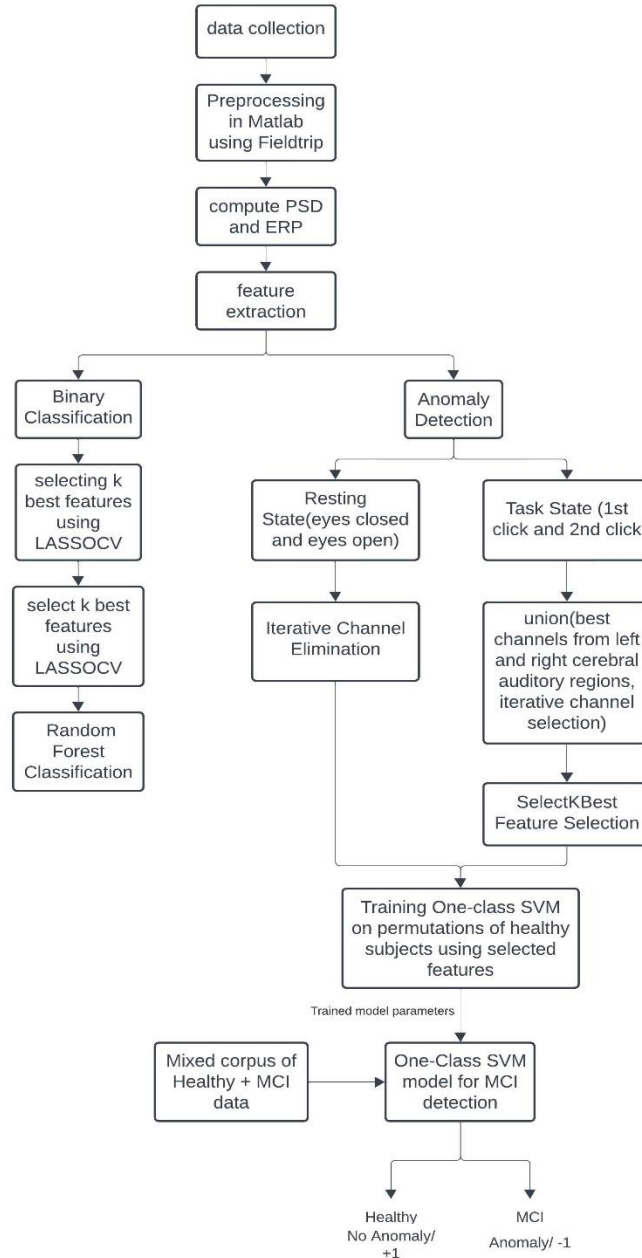 data collection
Preprocessing
in Matlab
using Fieldtrip
compute PSD
and ERP
feature
extraction
Binary
Classification
selecting k
best features
using
LASSOCV
select k best
features
using
LASSOCV
Random
Forest
Classification
Anomaly
Detection
Resting
State(eyes closed
and eyes open)
Iterative Channel
Elimination
Task State (1st
click and 2nd click)
union(best
channels from left
and right cerebral
auditory regions,
iterative channel
selection)
SelectKBest
Feature Selection
Training One-class SVM
on permutations of healthy
subjects using selected
features
Trained model parameters
Mixed corpus of
Healthy + MCI
data
One-Class SVM
model for MCI
detection
Healthy
No Anomaly/
+1
MCI
Anomaly/ -1